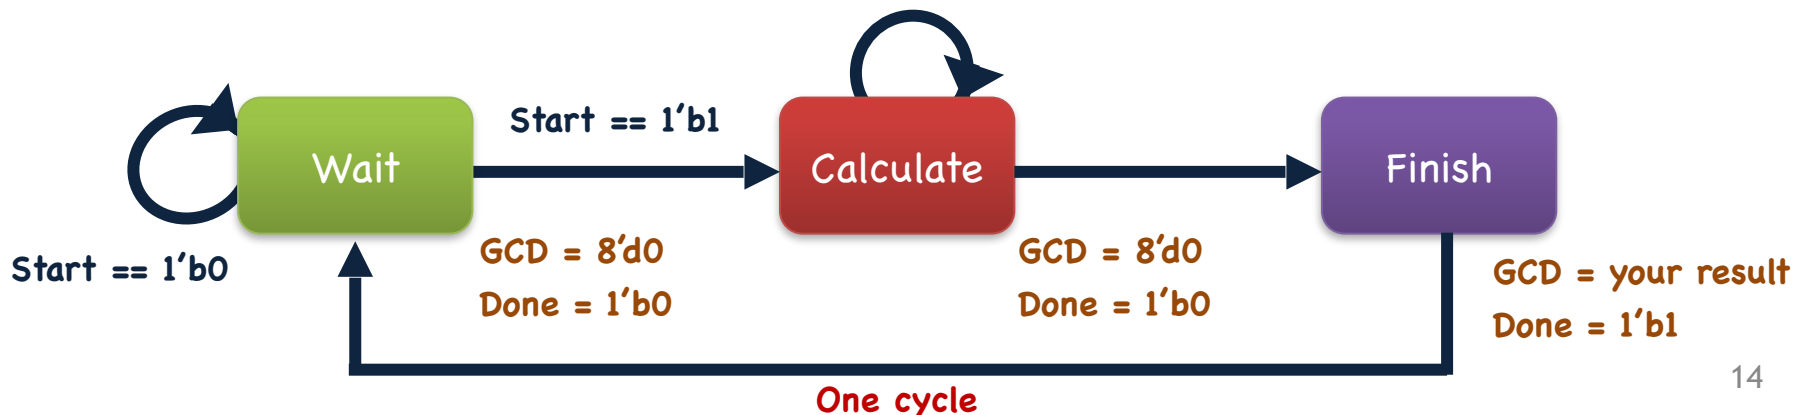 Start == 1′b1
Wait
Calculate
Finish
Start == 1′b0
GCD = 8′d0
Done = 1′b0
GCD = 8′d0
Done = 1′b0
GCD = your result
Done = 1′b1
One cycle
14